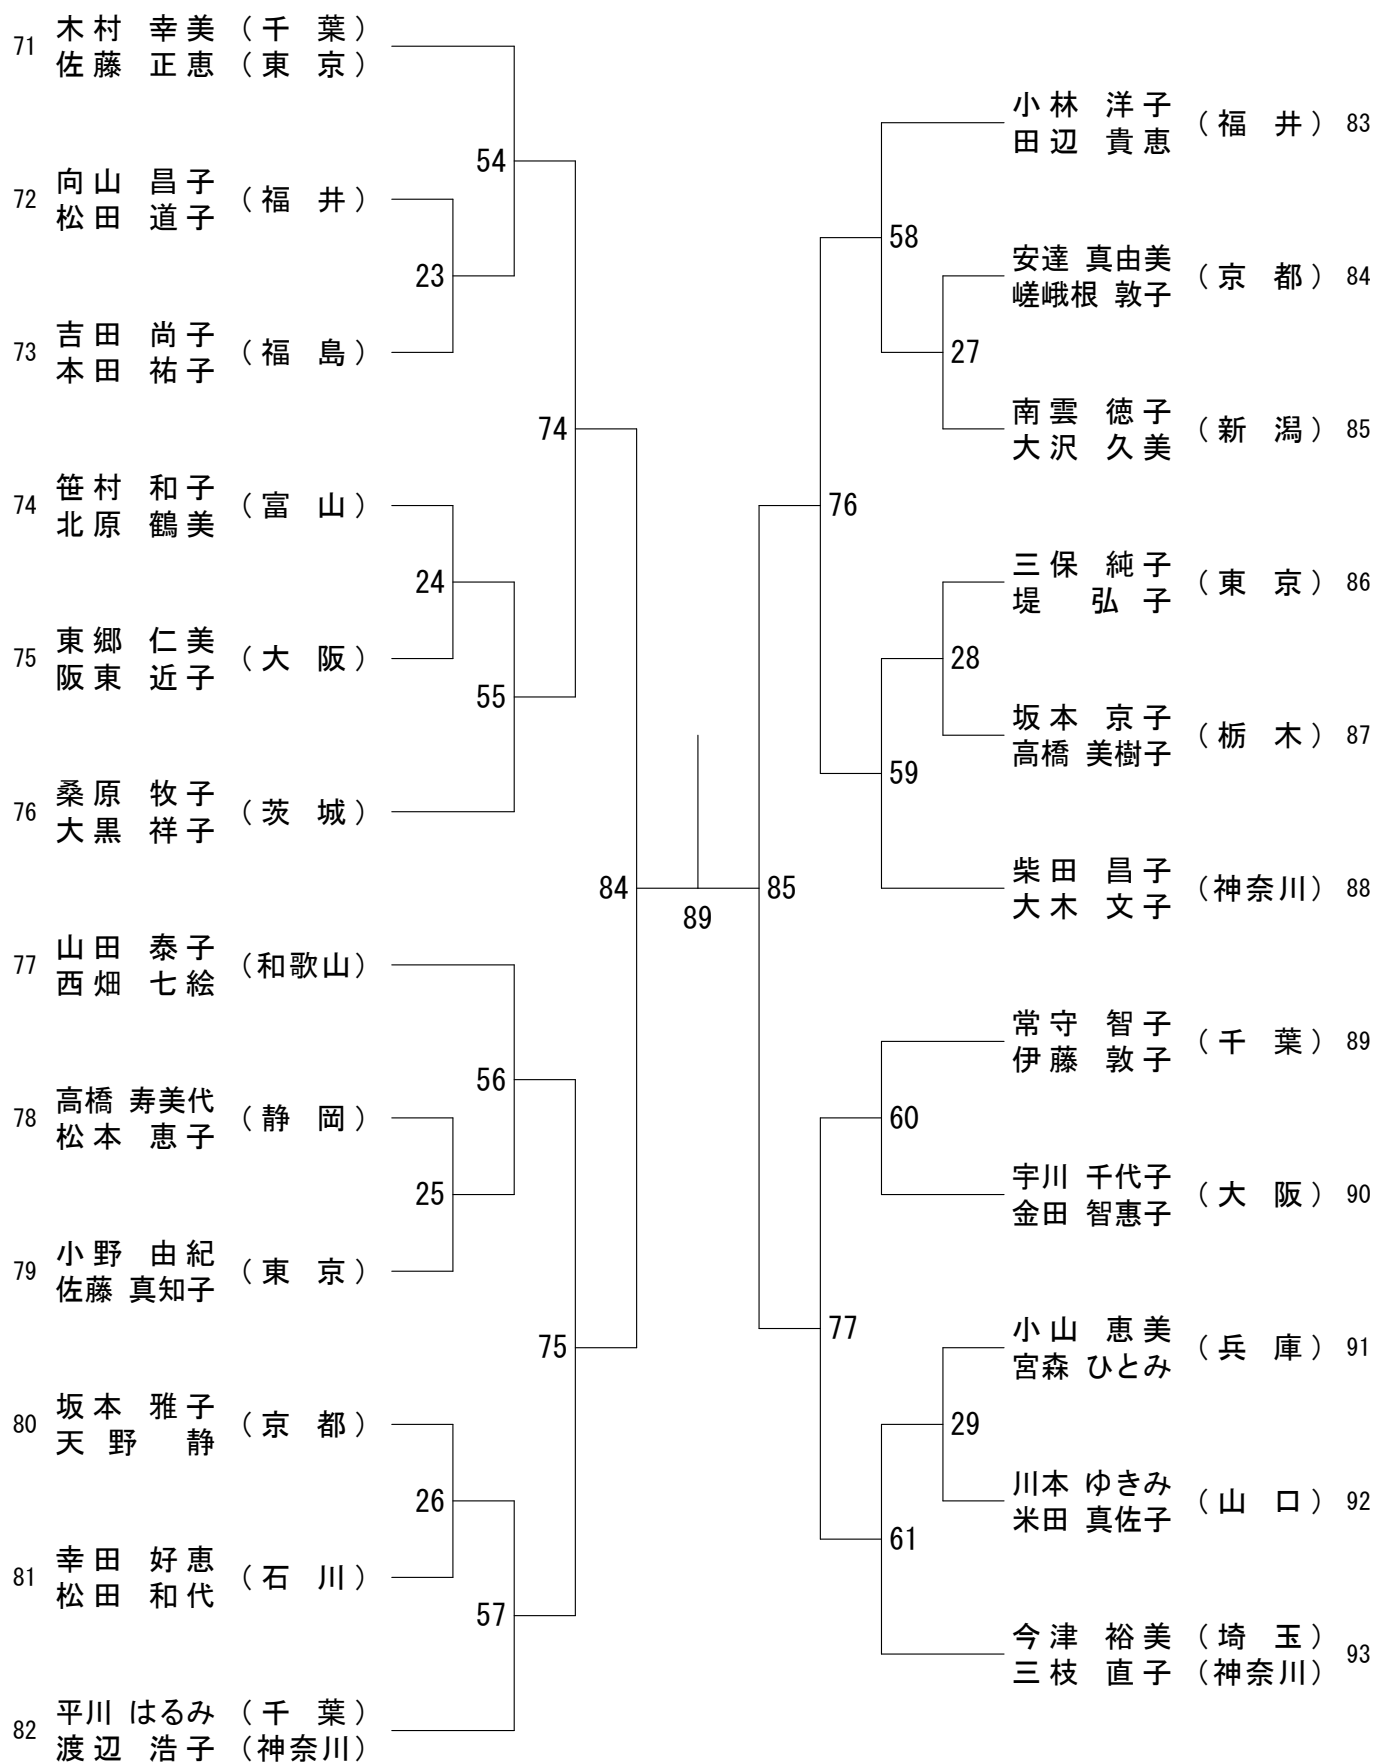 71 木村 幸美 (千 葉)
佐藤 正恵 (東 京)
72 向山 昌子 (福 井)
松田 道子
73 吉田 尚子 (福 島)
本田 祐子
74 笹村 和子 (富 山)
北原 鶴美
75 東郷 仁美 (大 阪)
阪東 近子
76 桑原 牧子 (茨 城)
大黒 祥子
77 山田 泰子 (和歌山)
西畑 七絵
78 高橋 寿美代 (静 岡)
松本 恵子
79 小野 由紀 (東 京)
佐藤 真知子
80 坂本 雅子 (京 都)
天野 静
81 幸田 好恵 (石 川)
松田 和代
82 平川 はるみ (千 葉)
渡辺 浩子 (神奈川)
54
23
74
24
55
84
56
25
75
26
57
89
58
27
76
28
59
85
60
77
29
61
小林 洋子 (福 井) 83
田辺 貴恵
安達 真由美 (京 都) 84
嵯峨根 敦子
南雲 徳子 (新 潟) 85
大沢 久美
三保 純子 (東 京) 86
堤 弘子
坂本 京子 (栃 木) 87
高橋 美樹子
柴田 昌子 (神奈川) 88
大木 文子
常守 智子 (千 葉) 89
伊藤 敦子
宇川 千代子 (大 阪) 90
金田 智惠子
小山 恵美 (兵 庫) 91
宮森 ひとみ
川本 ゆきみ (山 口) 92
米田 真佐子
今津 裕美 (埼 玉) 93
三枝 直子 (神奈川)